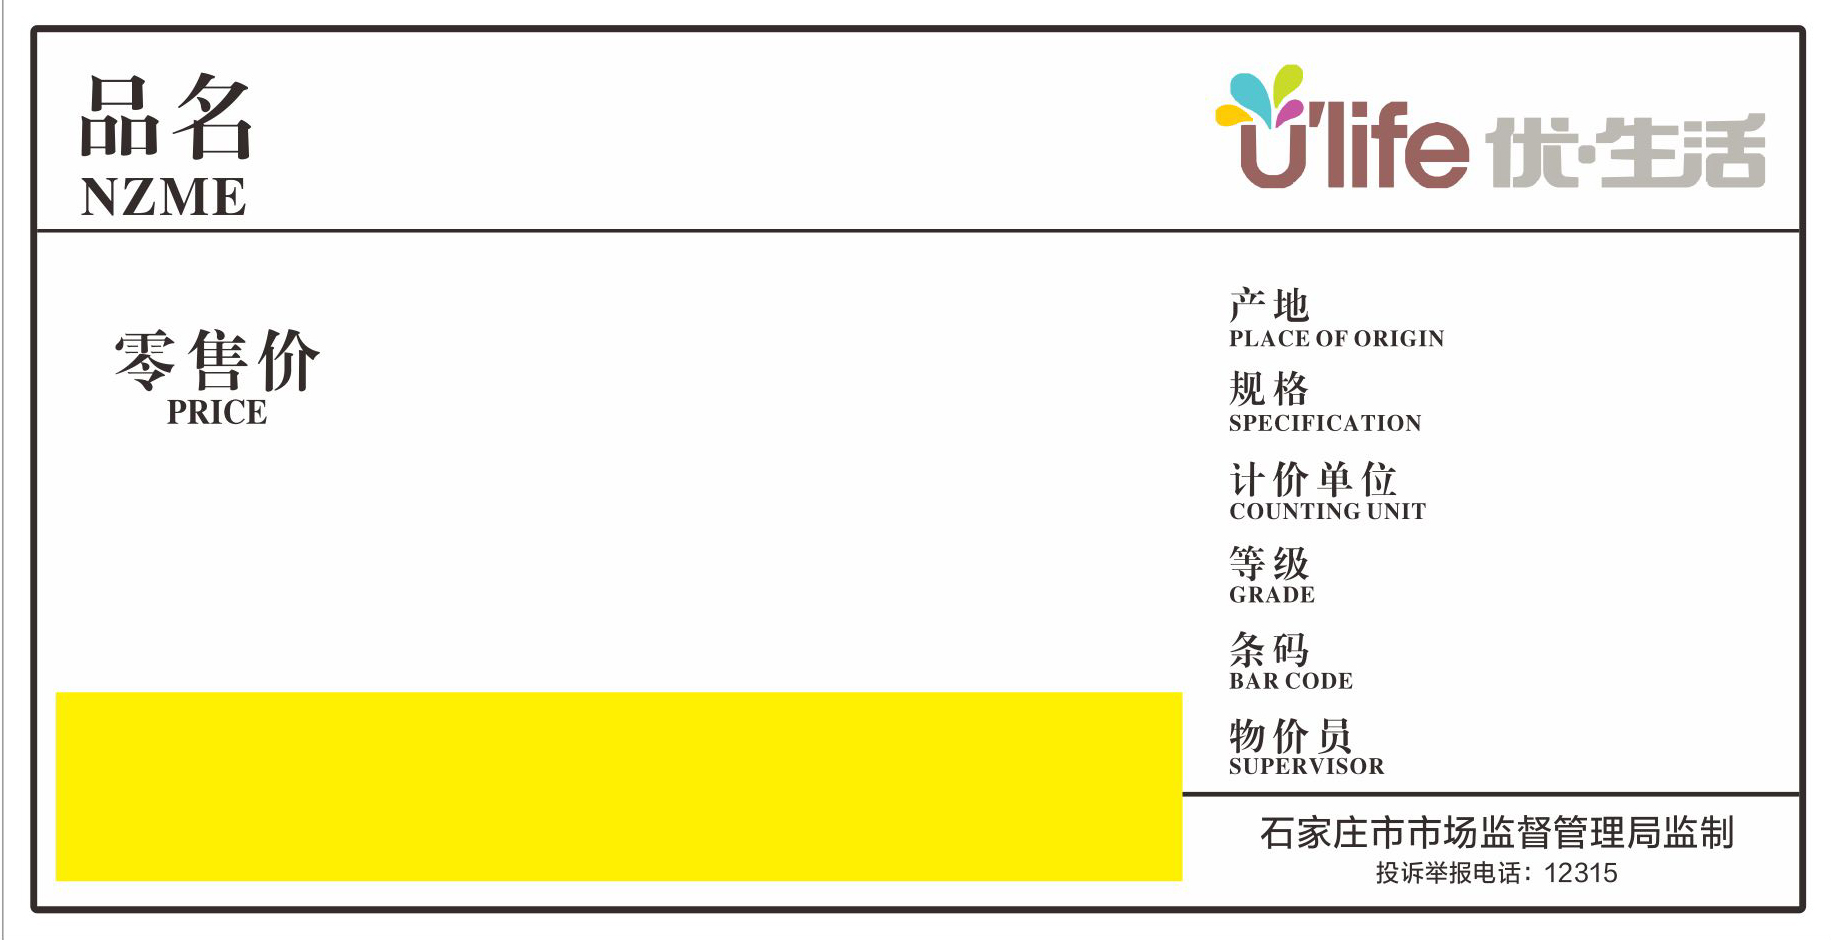 品名
NZME
U'life 优·生活
零售价
PRICE
产地
PLACE OF ORIGIN
规格
SPECIFICATION
计价单位
COUNTING UNIT
等级
GRADE
条码
BAR CODE
物价员
SUPERVISOR
石家庄市市场监督管理局监制
投诉举报电话：12315